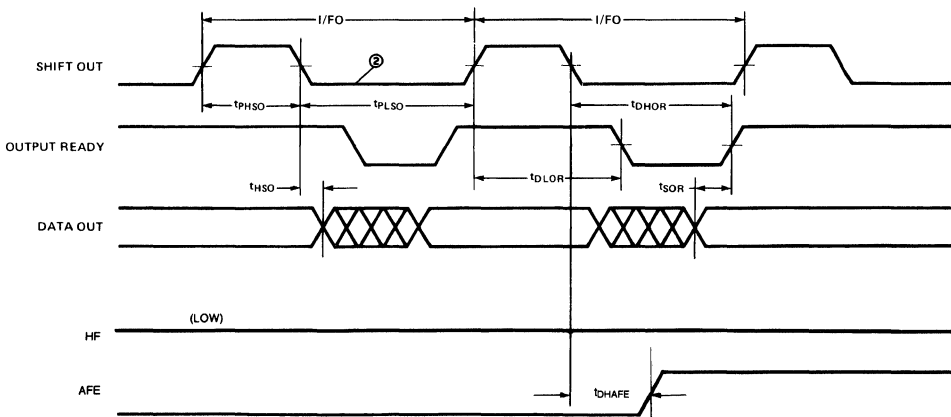 I/FO I/FO
SHIFT OUT
②
tPHSO tPLSO tDHOR
OUTPUT READY
tHSO tDLOR tSOR
DATA OUT
(LOW)
HF
AFE tDHAFE